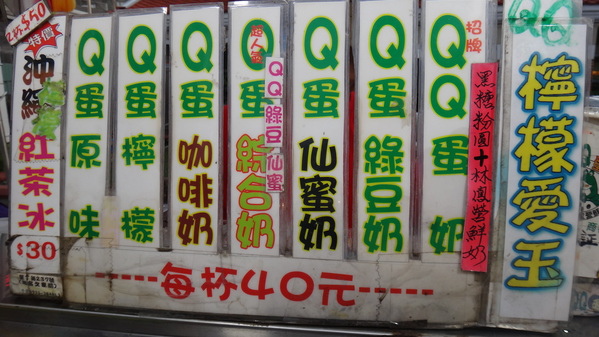 2杯$50
特價
沖繩
紅茶冰
$30
Q蛋原味
Q蛋檸檬
Q蛋咖啡奶
超人氣
Q蛋綜合奶
QQ綠豆仙蜜
Q蛋仙蜜奶
Q蛋綠豆奶
招牌
QQ蛋奶
黑糖粉圓+林鳳營鮮奶
QQ
檸檬愛玉
-----每杯40元-----